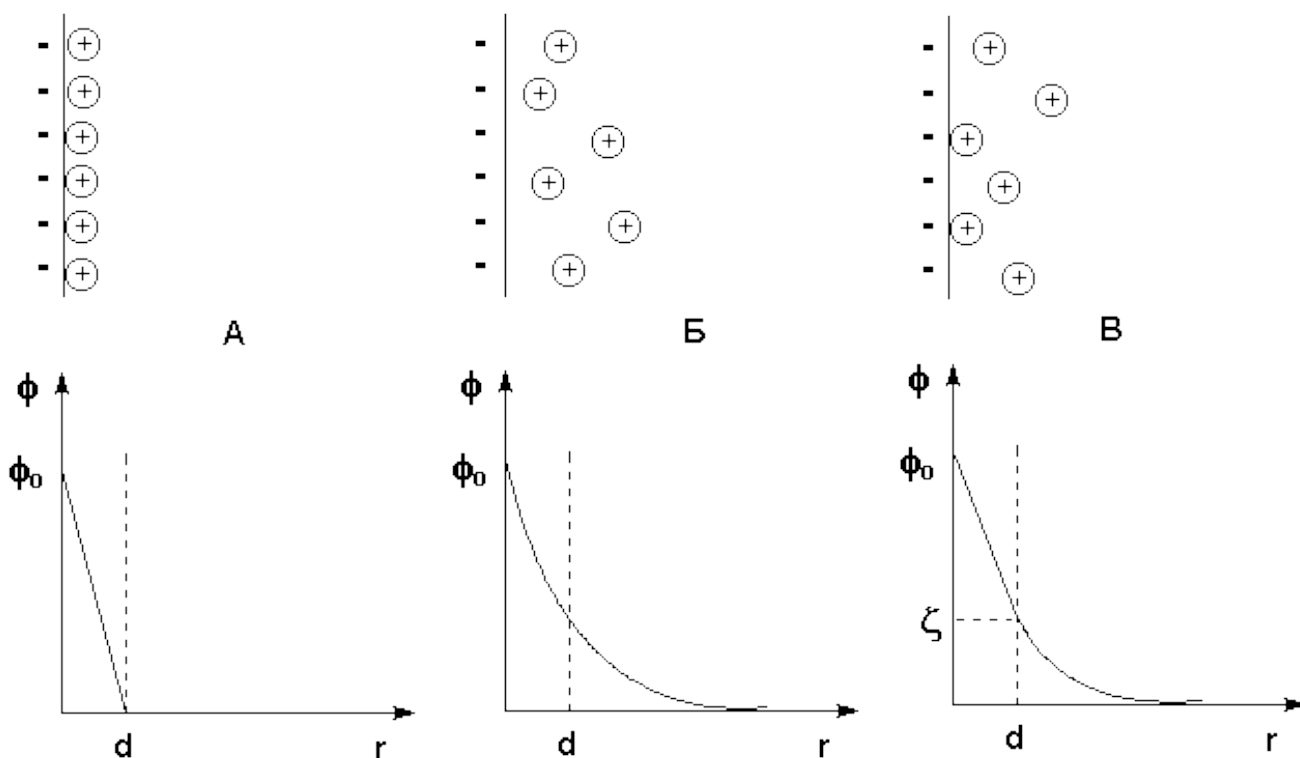 - + - + - +
- + - + - +
- + - + - +
- + - + - +
- + - + - +
- + - + - +
А Б В
ϕ ϕ ϕ
ϕ₀ ϕ₀ ϕ₀
ζ
d r d r d r